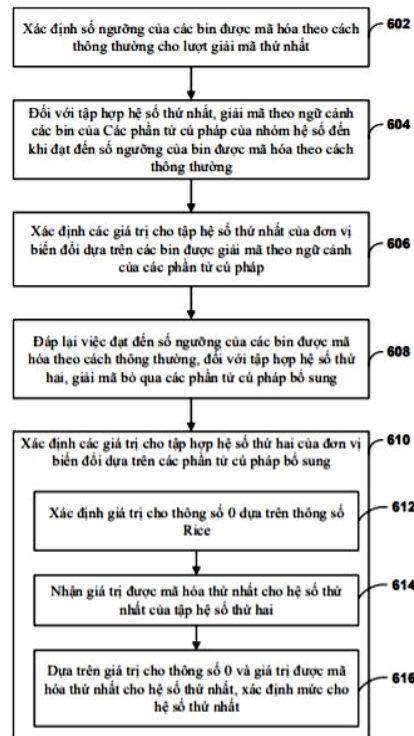 Xác định số ngưỡng của các bin được mã hóa theo cách
thông thường cho lượt giải mã thứ nhất
602
Đối với tập hợp hệ số thứ nhất, giải mã theo ngữ cảnh
các bin của Các phần tử cú pháp của nhóm hệ số đến
khi đạt đến số ngưỡng của bin được mã hóa theo cách
thông thường
604
Xác định các giá trị cho tập hệ số thứ nhất của đơn vị
biến đổi dựa trên các bin được giải mã theo ngữ cảnh
của các phần tử cú pháp
606
Đáp lại việc đạt đến số ngưỡng của các bin được mã
hóa theo cách thông thường, đối với tập hợp hệ số thứ
hai, giải mã bỏ qua các phần tử cú pháp bổ sung
608
Xác định các giá trị cho tập hợp hệ số thứ hai của đơn vị
biến đổi dựa trên các phần tử cú pháp bổ sung
610
Xác định giá trị cho thông số 0 dựa trên thông số
Rice
612
Nhận giá trị được mã hóa thứ nhất cho hệ số thứ
nhất của tập hệ số thứ hai
614
Dựa trên giá trị cho thông số 0 và giá trị được mã
hóa thứ nhất cho hệ số thứ nhất, xác định mức cho
hệ số thứ nhất
616